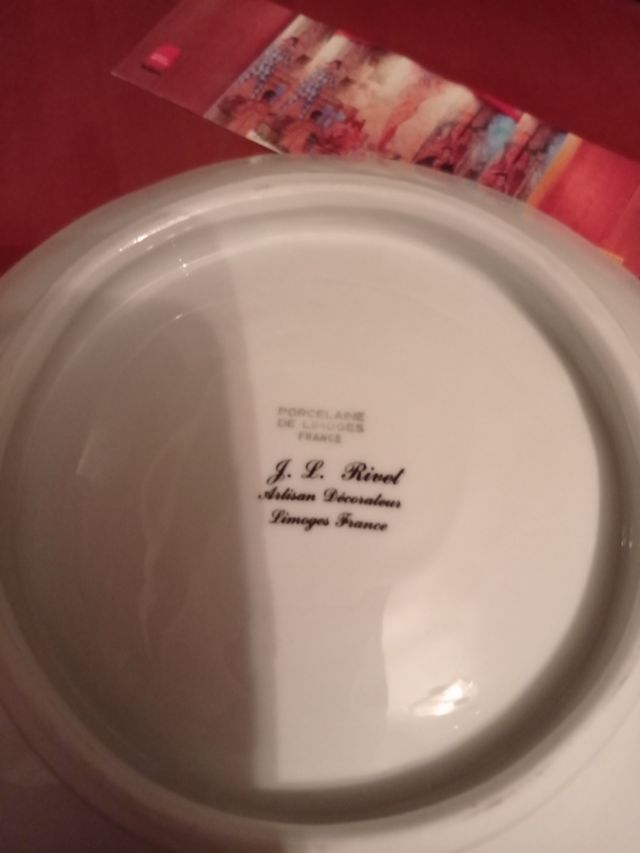 PORCELAINE
DE LIMOGES
FRANCE
J. L. Rivet
Artisan Décorateur
Limoges France